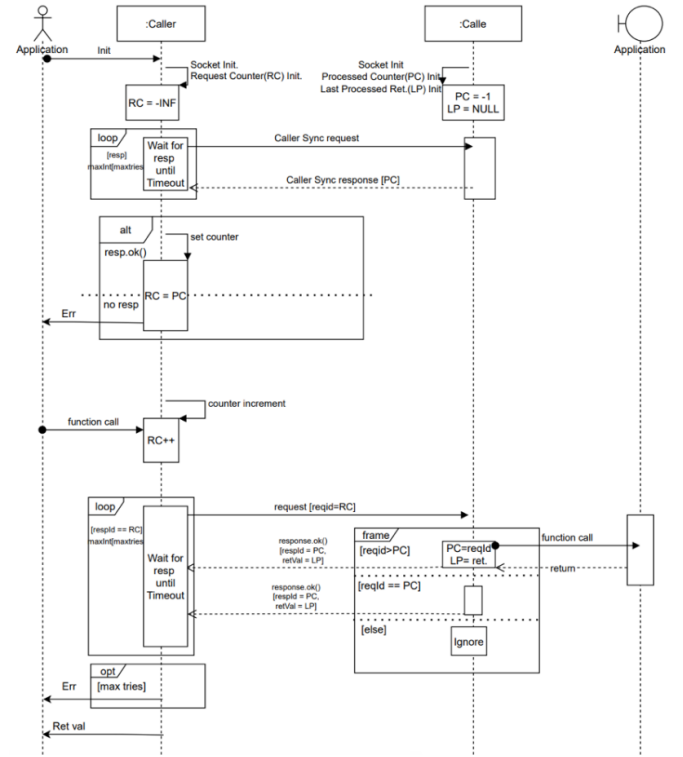 :Caller
:Calle
Application
Application
Init
Socket Init.
Request Counter(RC) Init.
Socket Init
Processed Counter(PC) Init
Last Processed Ret.(LP) Init
RC = -INF
PC = -1
LP = NULL
loop
[resp]
maxInt[maxtries
Wait for
resp
until
Timeout
Caller Sync request
Caller Sync response [PC]
alt
resp.ok()
set counter
RC = PC
no resp
Err
counter increment
function call
RC++
loop
[respId == RC]
maxInt[maxtries
Wait for
resp
until
Timeout
request [reqid=RC]
response.ok()
[respId = PC,
retVal = LP]
frame
[reqid>PC]
PC=reqId
LP= ret.
function call
return
response.ok()
[respId = PC,
retVal = LP]
[reqId == PC]
[else]
Ignore
opt
[max tries]
Err
Ret val